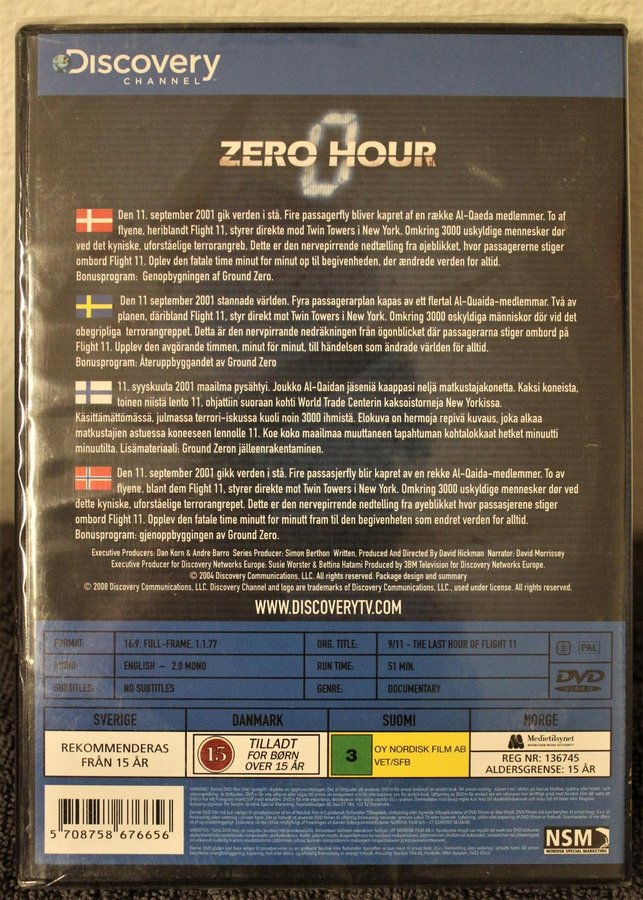 Discovery
CHANNEL™
0
ZERO HOUR
Den 11. september 2001 gik verden i stå. Fire passagerfly bliver kapret af en række Al-Qaeda medlemmer. To af
flyene, heriblandt Flight 11, styrer direkte mod Twin Towers i New York. Omkring 3000 uskyldige mennesker dør
ved det kyniske, uforståelige terrorangreb. Dette er den nervepirrende nedtælling fra øjeblikket, hvor passagererne stiger
ombord Flight 11. Oplev den fatale time minut for minut op til begivenheden, der ændrede verden for altid.
Bonusprogram: Genopbygningen af Ground Zero.
Den 11 september 2001 stannade världen. Fyra passagerarplan kapas av ett flertal Al-Quaida-medlemmar. Två av
planen, däribland Flight 11, styr direkt mot Twin Towers i New York. Omkring 3000 oskyldiga människor dör vid det
obegripliga terrorangreppet. Detta är den nervpirrande nedräkningen från ögonblicket där passagerarna stiger ombord på
Flight 11. Upplev den avgörande timmen, minut för minut, till händelsen som ändrade världen för altid.
Bonusprogram: Återuppbyggandet av Ground Zero
11. syyskuuta 2001 maailma pysähtyi. Joukko Al-Qaidan jäseniä kaappasi neljä matkustajakonetta. Kaksi koneista,
toinen niistä lento 11, ohjattiin suoraan kohti World Trade Centerin kaksoistorneja New Yorkissa.
Käsittämättömässä, julmassa terrori-iskussa kuoli noin 3000 ihmistä. Elokuva on hermoja repivä kuvaus, joka alkaa
matkustajien astuessa koneeseen lennolle 11. Koe koko maailmaa muuttaneen tapahtuman kohtalokkaat hetket minuutti
minuutilta. Lisämateriaali: Ground Zeron jälleenrakentaminen.
Den 11. september 2001 gikk verden i stå. Fire passasjerfly blir kapret av en rekke Al-Qaida-medlemmer. To av
flyene, blant dem Flight 11, styrer direkte mot Twin Towers i New York. Omkring 3000 uskyldige mennesker dør ved
dette kyniske, uforståelige terrorangrepet. Dette er den nervepirrende nedtelling fra øyeblikket hvor passasjerene stiger
ombord Flight 11. Opplev den fatale time minutt for minutt fram til den begivenheten som endret verden for altid.
Bonusprogram: gjenoppbyggingen av Ground Zero.
Executive Producers: Dan Korn & Andre Barro Series Producer: Simon Berthon Written, Produced And Directed By David Hickman Narrator: David Morrissey
Executive Producer for Discovery Networks Europe: Susie Worster & Bettina Hatami Produced by 3BM Television for Discovery Networks Europe.
© 2004 Discovery Communications, LLC. All rights reserved. Package design and summary
© 2008 Discovery Communications, LLC. Discovery Channel and logo are trademarks of Discovery Communications, LLC., used under license. All rights reserved.
WWW.DISCOVERYTV.COM
FORMAT: 16:9. FULL-FRAME, 1:1.77 ORG. TITLE: 9/11 – THE LAST HOUR OF FLIGHT 11 2 PAL
AUDIO: ENGLISH – 2.0 MONO RUN TIME: 51 MIN.
SUBTITLES: NO SUBTITLES GENRE: DOCUMENTARY DVD VIDEO
SVERIGE DANMARK SUOMI NORGE
REKOMMENDERAS
FRÅN 15 ÅR
15
TILLADT
FOR BØRN
OVER 15 ÅR
3
OY NORDISK FILM AB
VET/SFB
Medietilsynet
NORWEGIAN MEDIA AUTHORITY
REG NR: 136745
ALDERSGRENSE: 15 ÅR
5 708758 676656
NSM
NORDISK SPECIAL MARKETING